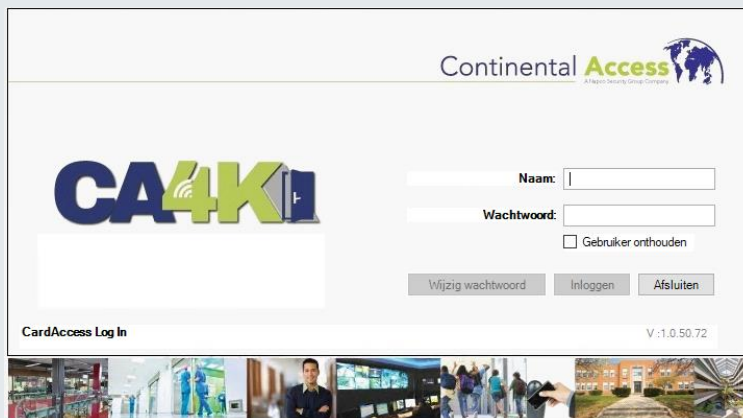 Continental Access
A Napco Security Group Company
CA4K
Naam:
Wachtwoord:
Gebruiker onthouden
Wijzig wachtwoord Inloggen Afsluiten
CardAccess Log In V :1.0.50.72